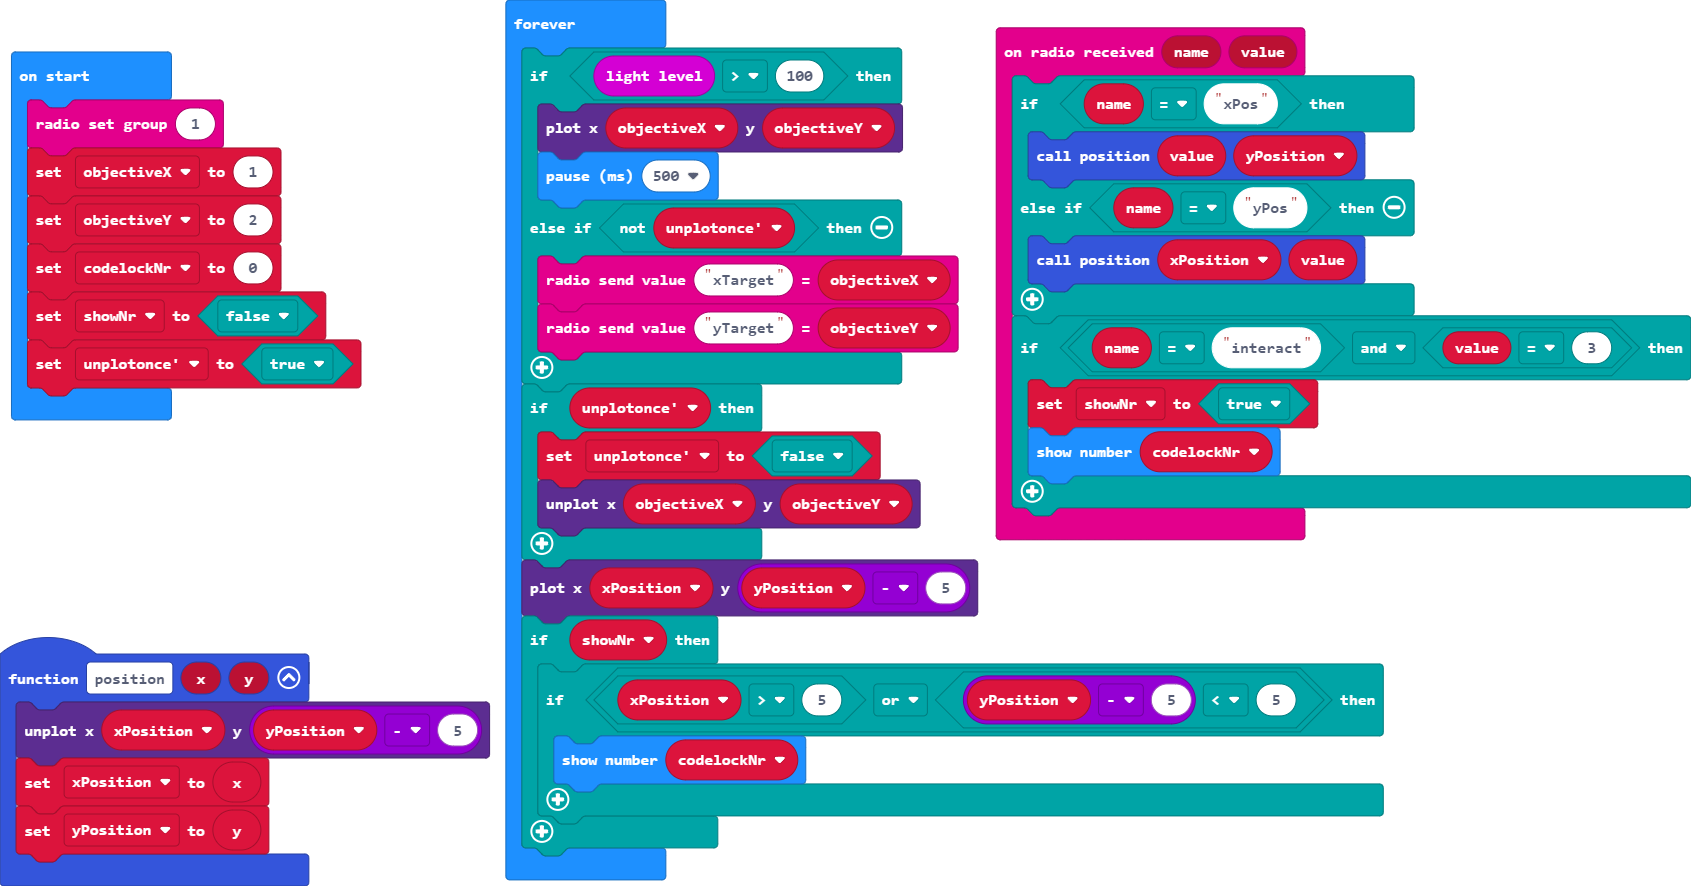 on start
radio set group 1
set objectiveX to 1
set objectiveY to 2
set codelockNr to 0
set showNr to false
set unplotonce' to true
function position x y
unplot x xPosition y yPosition - 5
set xPosition to x
set yPosition to y
forever
if light level > 100 then
plot x objectiveX y objectiveY
pause (ms) 500
else if not unplotonce' then
radio send value "xTarget" = objectiveX
radio send value "yTarget" = objectiveY
if unplotonce' then
set unplotonce' to false
unplot x objectiveX y objectiveY
plot x xPosition y yPosition - 5
if showNr then
if xPosition > 5 or yPosition - 5 < 5 then
show number codelockNr
on radio received name value
if name = "xPos" then
call position value yPosition
else if name = "yPos" then
call position xPosition value
if name = "interact" and value = 3 then
set showNr to true
show number codelockNr